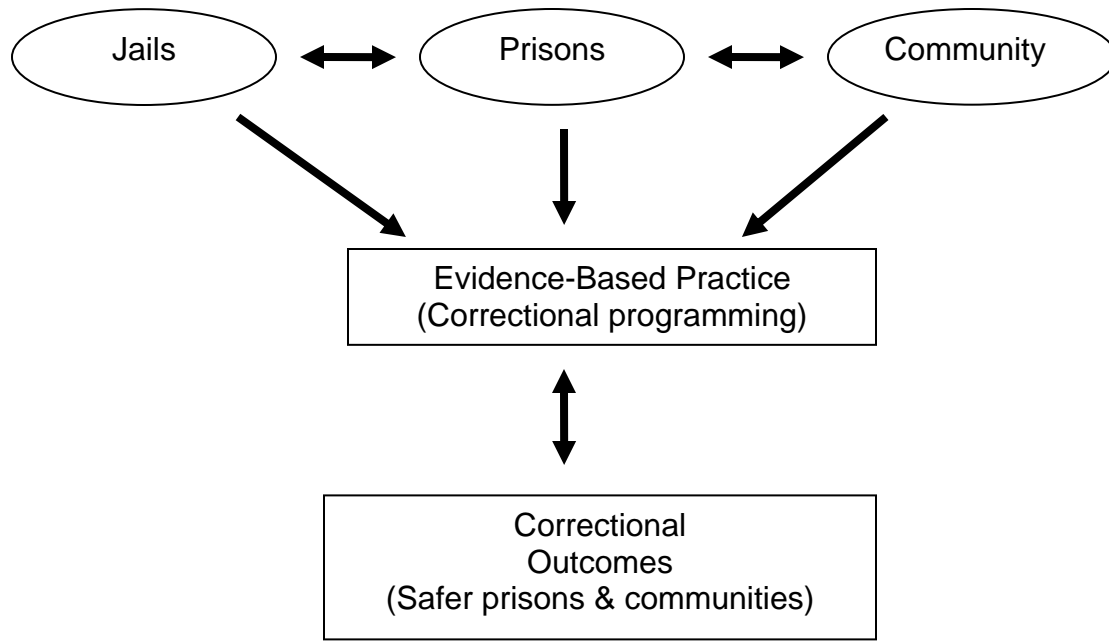 Jails
Prisons
Community
Evidence-Based Practice
(Correctional programming)
Correctional
Outcomes
(Safer prisons & communities)